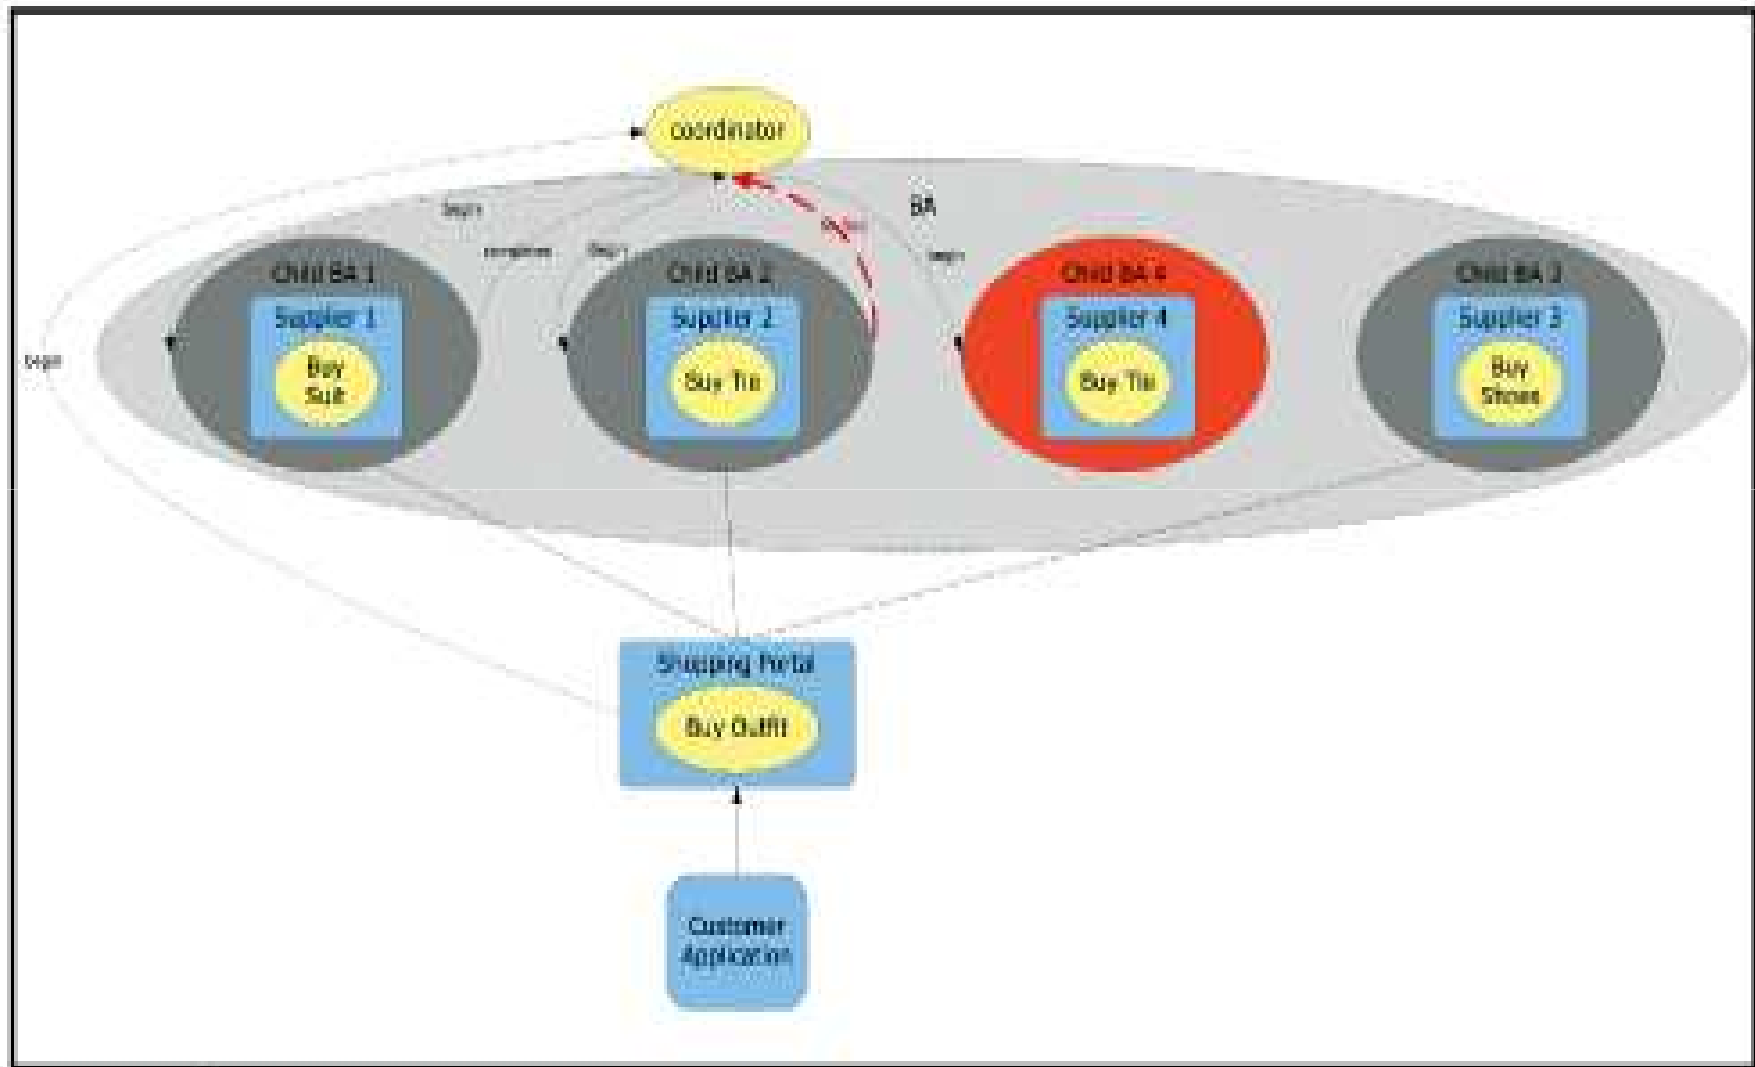 coordinator
BA
begin
complete
begin
begin
Child BA 1
Child BA 2
Child BA 4
Child BA 3
Supplier 1
Supplier 2
Supplier 4
Supplier 3
Buy
Suit
Buy Tie
Buy Tie
Buy
Shoes
begin
Shopping Portal
Buy Outfit
Customer
Application